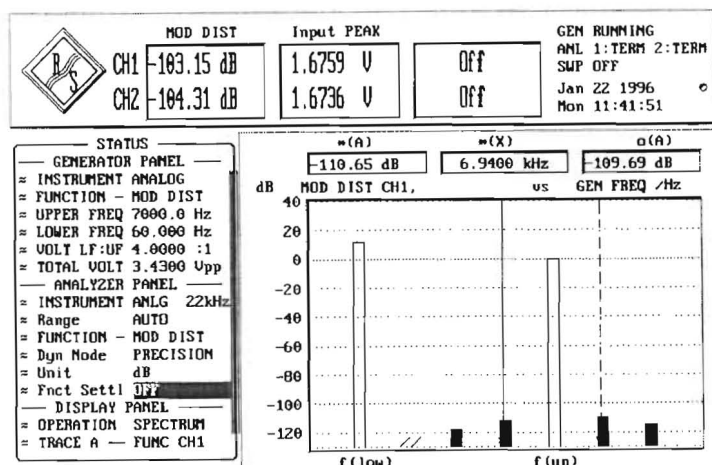 MOD DIST Input PEAK GEN RUNNING
ANL 1:TERM 2:TERM
R S CH1 -103.15 dB 1.6759 V Off SWP OFF
CH2 -104.31 dB 1.6736 V Off Jan 22 1996
Mon 11:41:51
STATUS
GENERATOR PANEL
≈ INSTRUMENT ANALOG
≈ FUNCTION - MOD DIST
≈ UPPER FREQ 7000.0 Hz
≈ LOWER FREQ 60.000 Hz
≈ VOLT LF:UF 4.0000 :1
≈ TOTAL VOLT 3.4300 Vpp
ANALYZER PANEL
≈ INSTRUMENT ANLG 22kHz
≈ Range AUTO
≈ FUNCTION - MOD DIST
≈ Dyn Mode PRECISION
≈ Unit dB
≈ Fnct Settl OFF
DISPLAY PANEL
≈ OPERATION SPECTRUM
≈ TRACE A — FUNC CH1
*(A) *(X) o(A)
-110.65 dB 6.9400 kHz -109.69 dB
dB MOD DIST CH1, vs GEN FREQ /Hz
40
20
0
-20
-40
-60
-80
-100
-120
f(low) f(up)